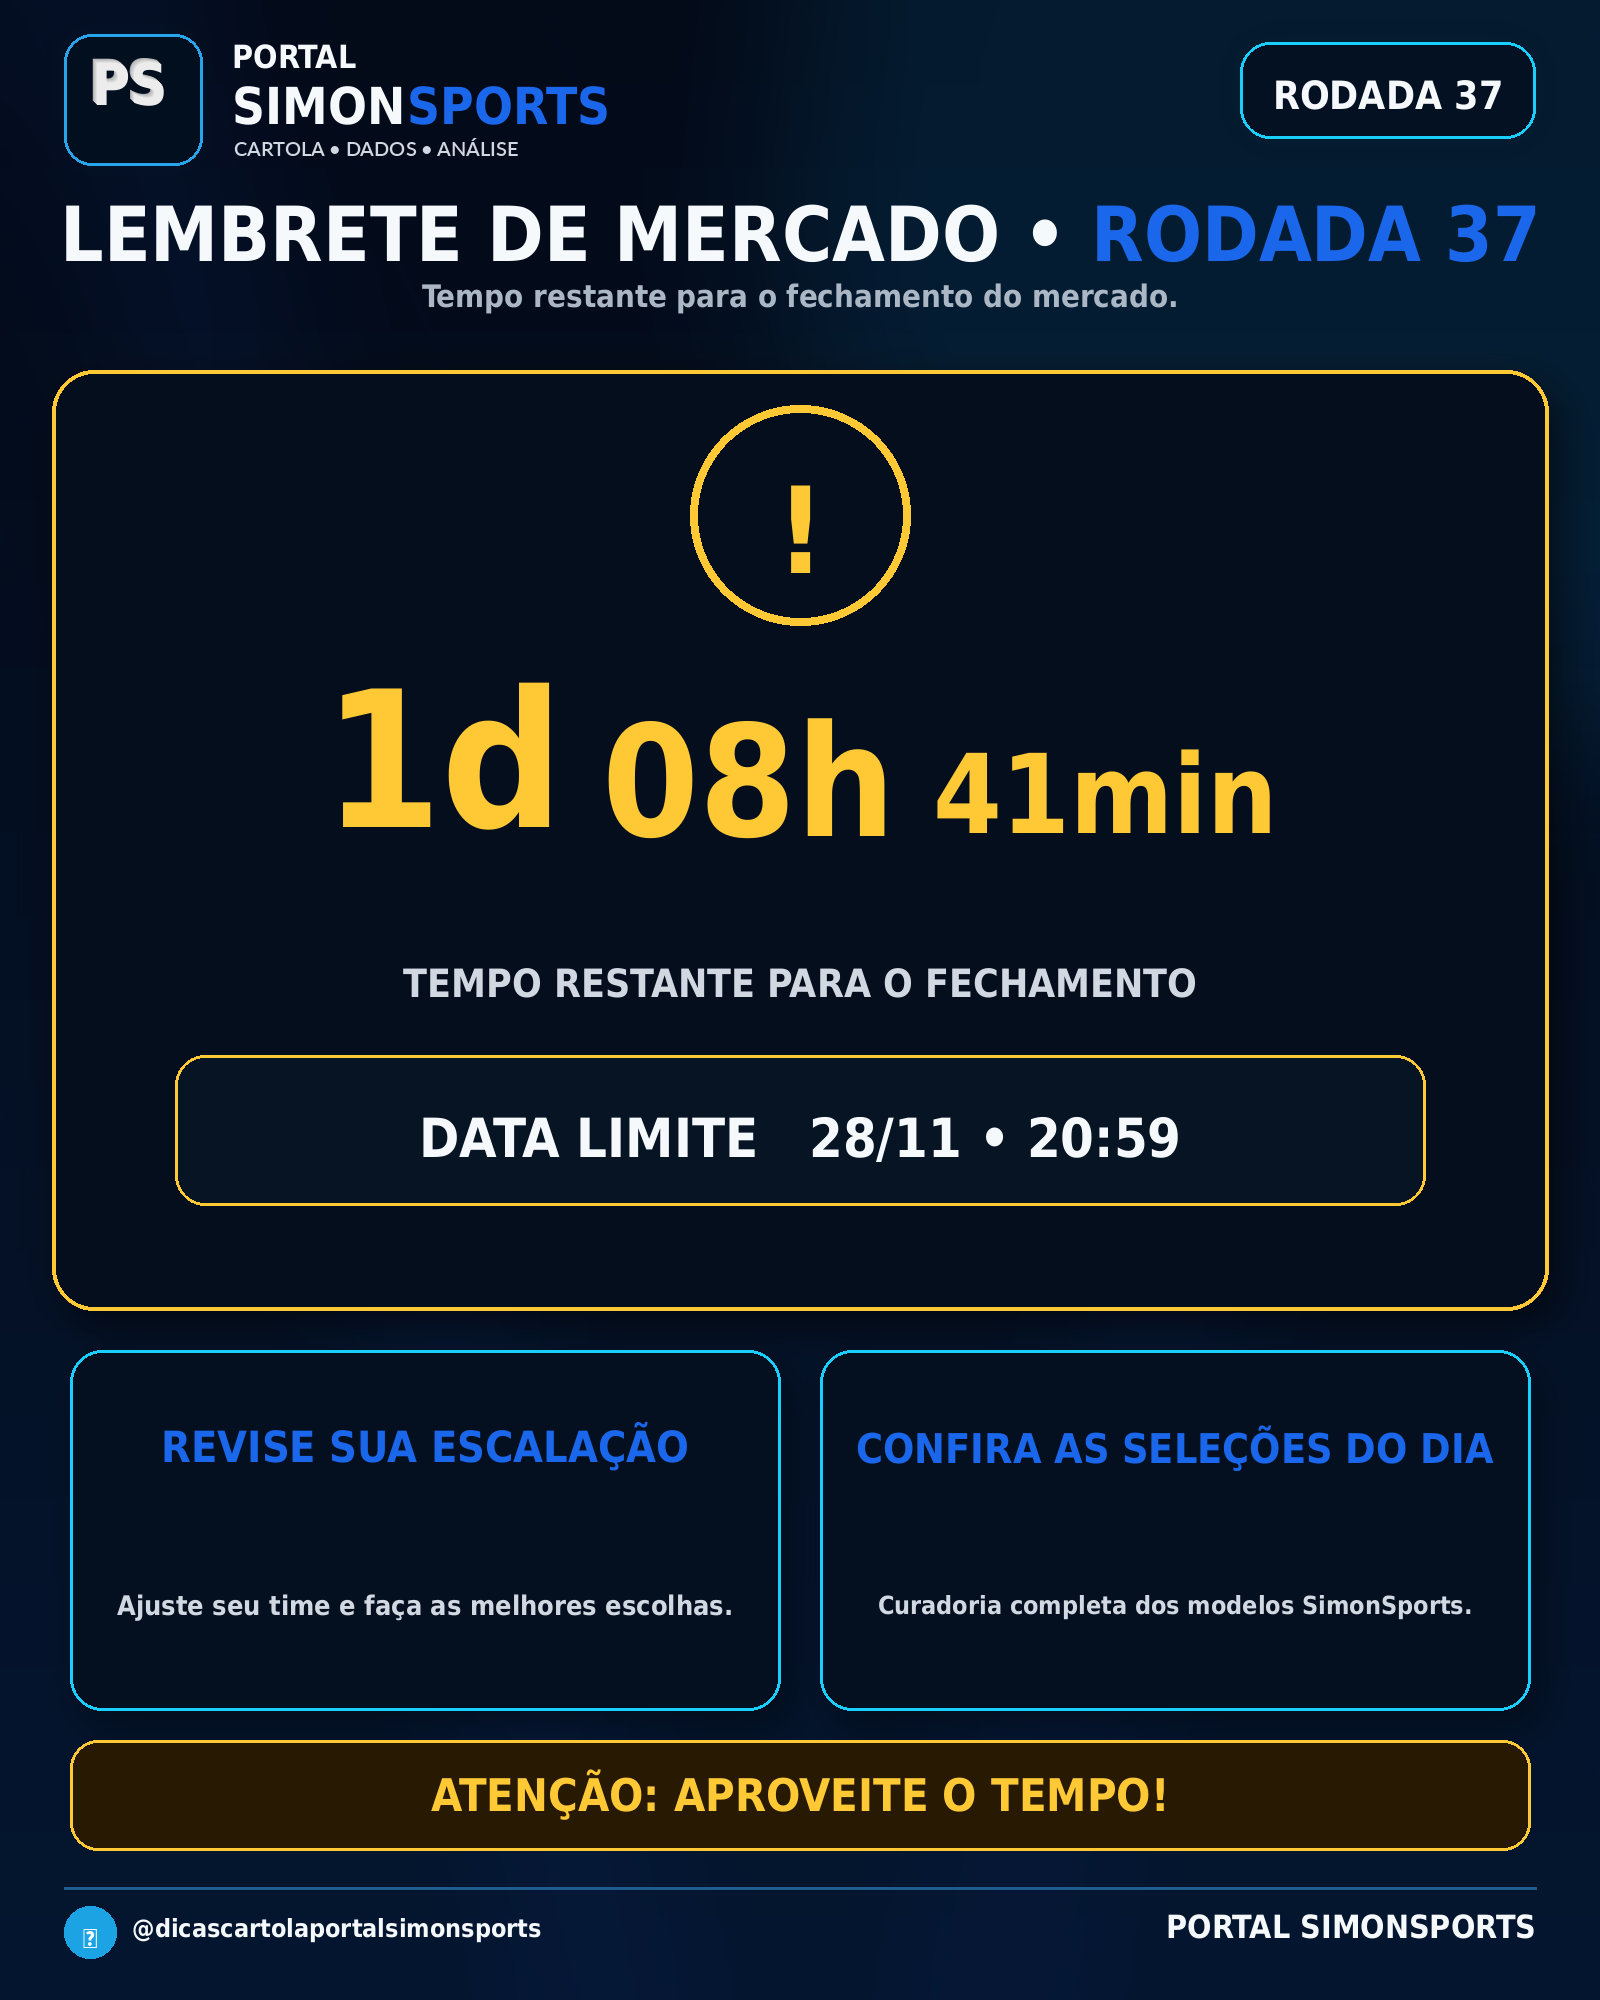 PS
PORTAL
SIMONSPORTS
CARTOLA • DADOS • ANÁLISE
RODADA 37
LEMBRETE DE MERCADO • RODADA 37
Tempo restante para o fechamento do mercado.
!
1d 08h 41min
TEMPO RESTANTE PARA O FECHAMENTO
DATA LIMITE 28/11 • 20:59
REVISE SUA ESCALAÇÃO
Ajuste seu time e faça as melhores escolhas.
CONFIRA AS SELEÇÕES DO DIA
Curadoria completa dos modelos SimonSports.
ATENÇÃO: APROVEITE O TEMPO!
@dicascartolaportalsimonsports
PORTAL SIMONSPORTS